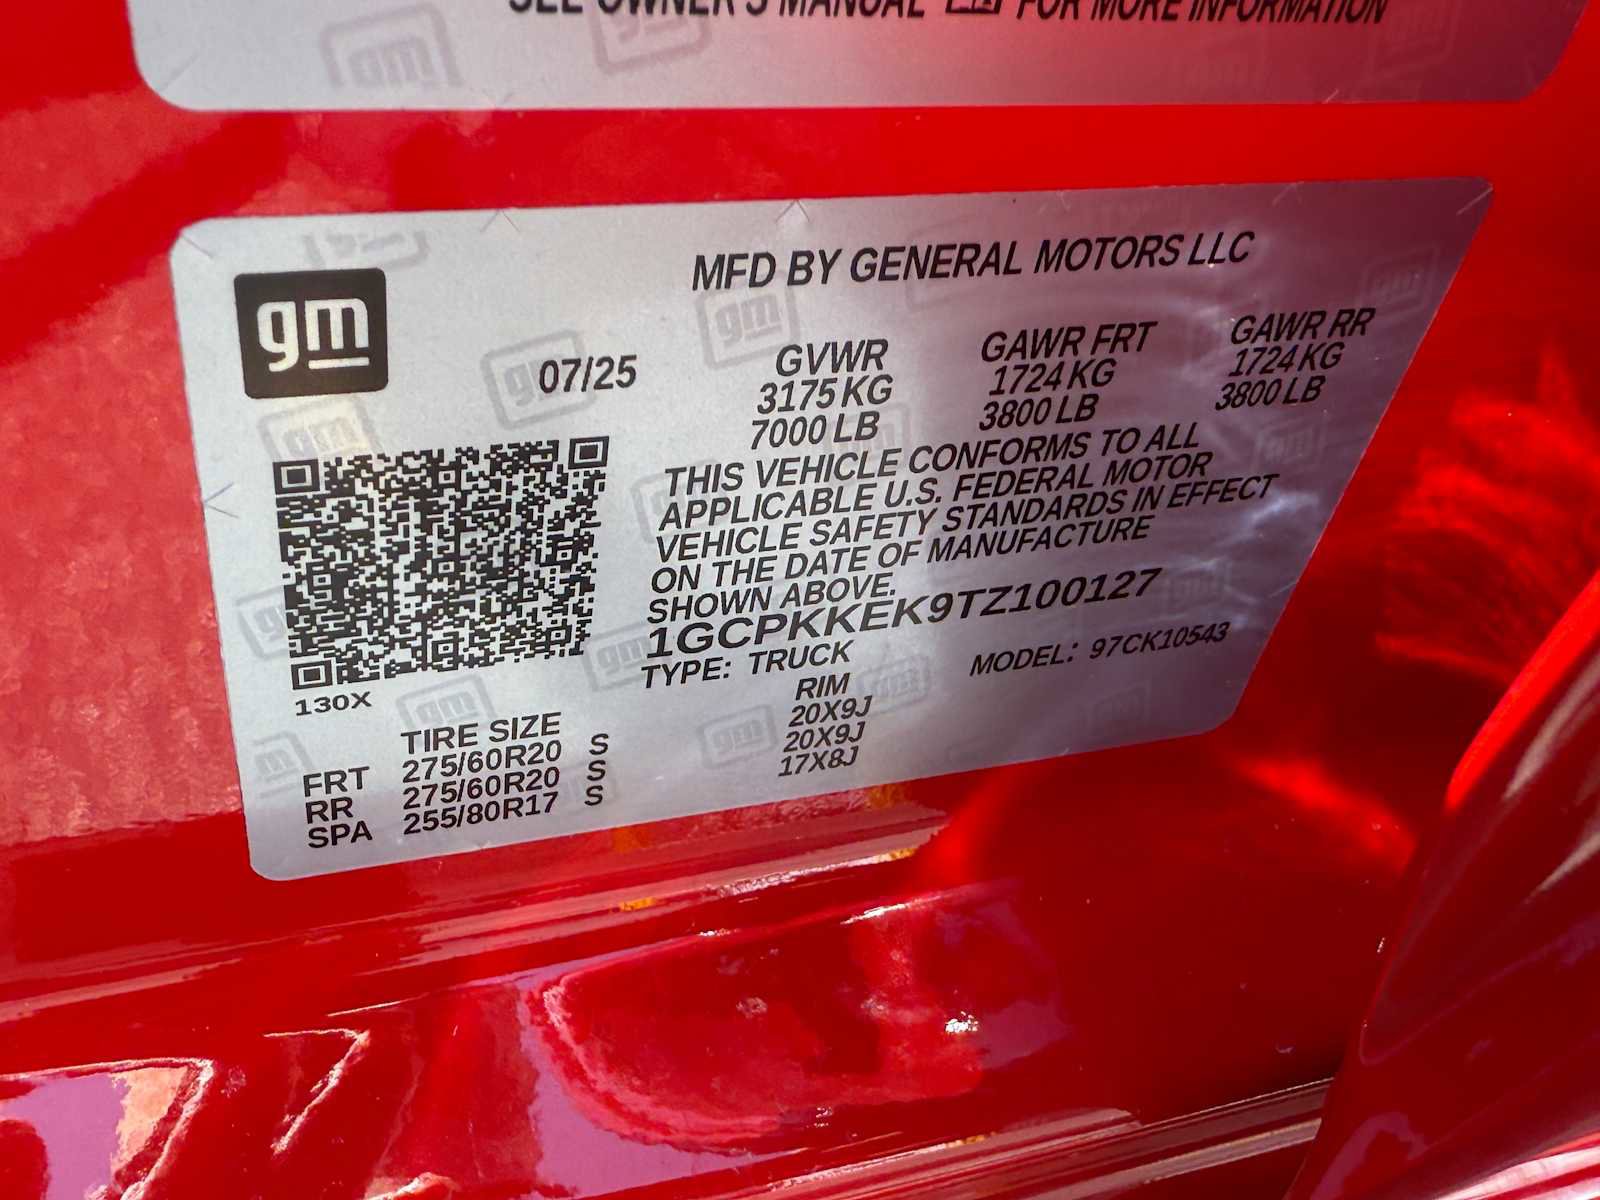 SEE OWNER'S MANUAL FOR MORE INFORMATION
gm
MFD BY GENERAL MOTORS LLC
07/25
GVWR GAWR FRT GAWR RR
3175 KG 1724 KG 1724 KG
7000 LB 3800 LB 3800 LB
THIS VEHICLE CONFORMS TO ALL
APPLICABLE U.S. FEDERAL MOTOR
VEHICLE SAFETY STANDARDS IN EFFECT
ON THE DATE OF MANUFACTURE
SHOWN ABOVE.
1GCPKKEK9TZ100127
TYPE: TRUCK MODEL: 97CK10543
130X
TIRE SIZE RIM
FRT 275/60R20 S 20X9J
RR 275/60R20 S 20X9J
SPA 255/80R17 S 17X8J